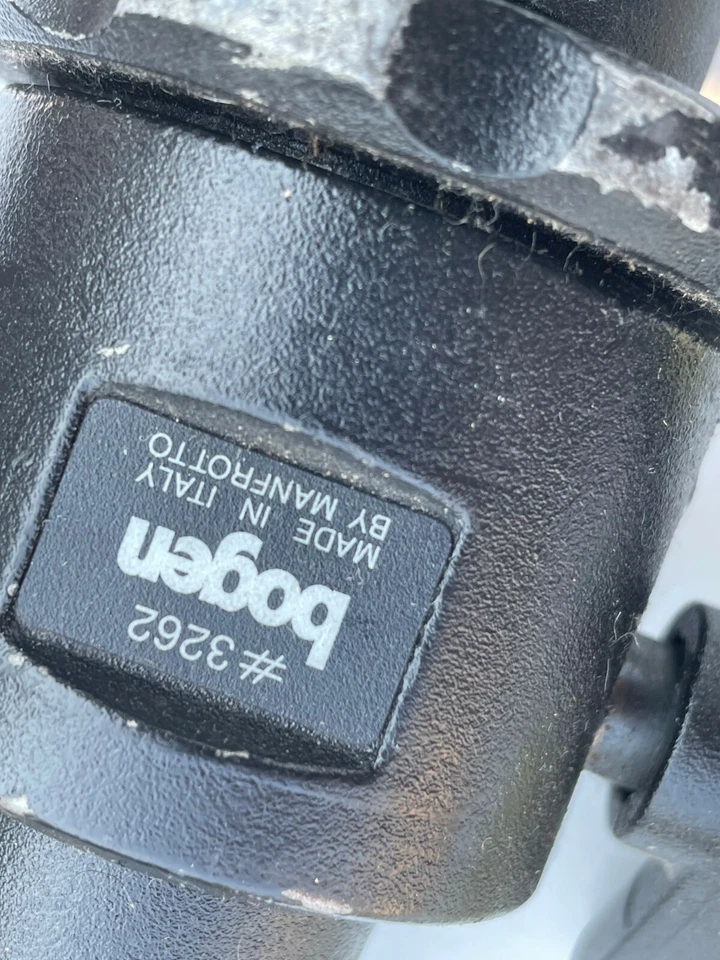 #3262
bogen
MADE IN ITALY
BY MANFROTTO